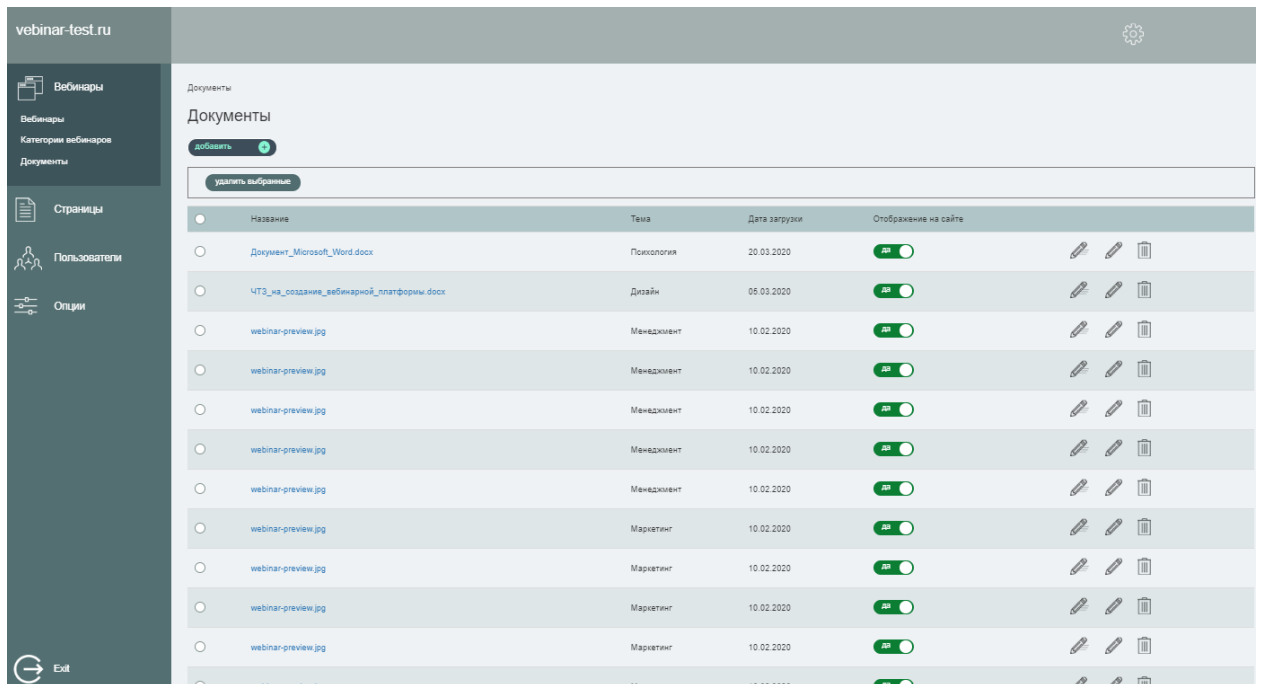 vebinar-test.ru
Вебинары
Вебинары
Категории вебинаров
Документы
Страницы
Пользователи
Опции
Exit
Документы
Документы
добавить
удалить выбранные
Название Тема Дата загрузки Отображение на сайте
Документ_Microsoft_Word.docx Психология 20.03.2020 да
ЧТЗ_на_создание_вебинарной_платформы.docx Дизайн 05.03.2020 да
webinar-preview.jpg Менеджмент 10.02.2020 да
webinar-preview.jpg Менеджмент 10.02.2020 да
webinar-preview.jpg Менеджмент 10.02.2020 да
webinar-preview.jpg Менеджмент 10.02.2020 да
webinar-preview.jpg Менеджмент 10.02.2020 да
webinar-preview.jpg Маркетинг 10.02.2020 да
webinar-preview.jpg Маркетинг 10.02.2020 да
webinar-preview.jpg Маркетинг 10.02.2020 да
webinar-preview.jpg Маркетинг 10.02.2020 да